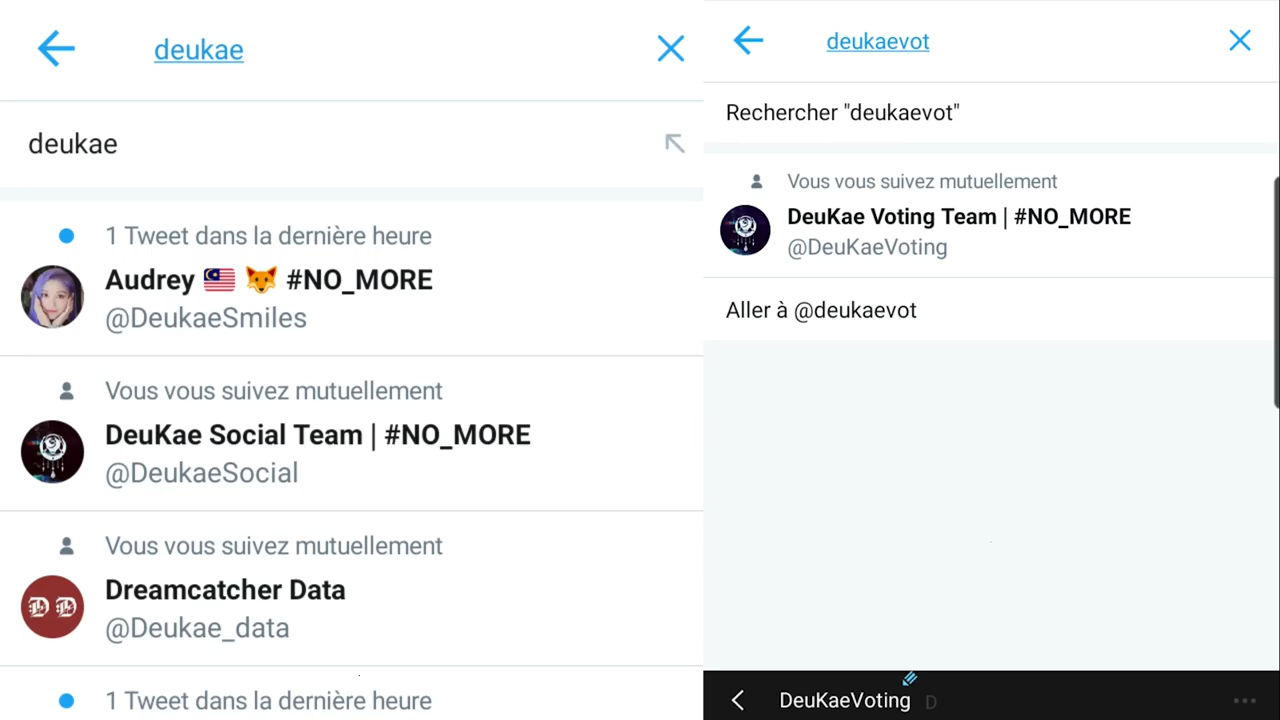 deukae
deukae
1 Tweet dans la dernière heure
Audrey 🇲🇾 🦊 #NO_MORE
@DeukaeSmiles
Vous vous suivez mutuellement
DeuKae Social Team | #NO_MORE
@DeukaeSocial
Vous vous suivez mutuellement
Dreamcatcher Data
@Deukae_data
1 Tweet dans la dernière heure
deukaevot
Rechercher "deukaevot"
Vous vous suivez mutuellement
DeuKae Voting Team | #NO_MORE
@DeuKaeVoting
Aller à @deukaevot
DeuKaeVoting D